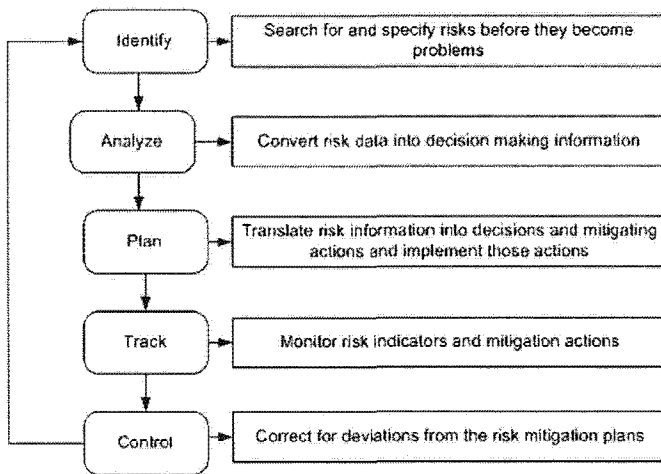 Identify
Search for and specify risks before they become
problems
Analyze
Convert risk data into decision making information
Plan
Translate risk information into decisions and mitigating
actions and implement those actions
Track
Monitor risk indicators and mitigation actions
Control
Correct for deviations from the risk mitigation plans